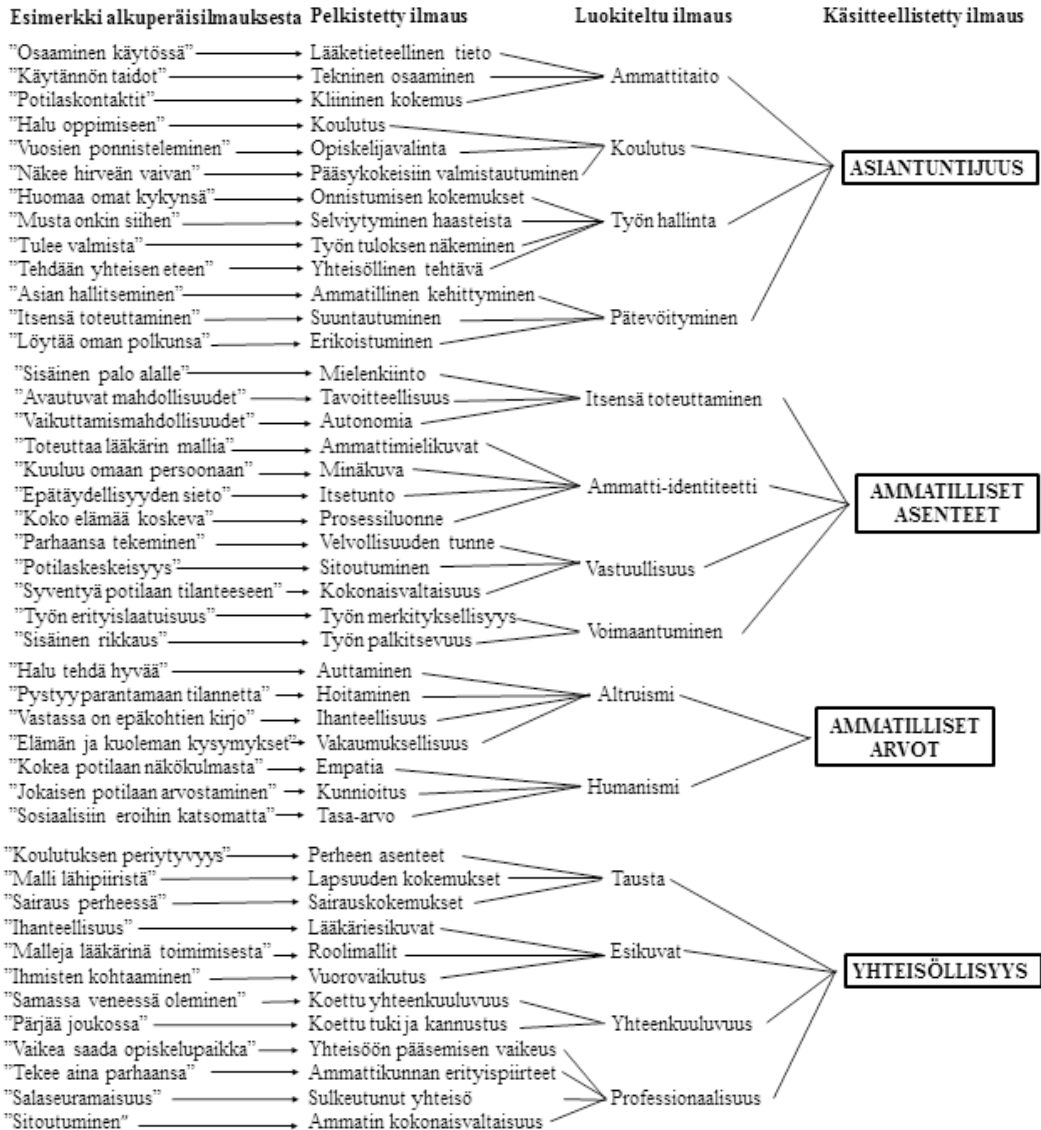 Esimerkki alkuperäisilmauksesta Pelkistetty ilmaus Luokiteltu ilmaus Käsitteellistetty ilmaus
”Osaaminen käytössä” Lääketieteellinen tieto
”Käytännön taidot” Tekninen osaaminen Ammattitaito
”Potilaskontaktit” Kliininen kokemus
”Halu oppimiseen” Koulutus
”Vuosien ponnisteleminen” Opiskelijavalinta Koulutus
”Näkee hirveän vaivan” Pääsykokeisiin valmistautuminen ASIANTUNTIJUUS
”Huomaa omat kykynsä” Onnistumisen kokemukset
”Musta onkin siihen” Selviytyminen haasteista Työn hallinta
”Tulee valmista” Työn tuloksen näkeminen
”Tehdään yhteisen eteen” Yhteisöllinen tehtävä
”Asian hallitseminen” Ammatillinen kehittyminen
”Itsensä toteuttaminen” Suuntautuminen Pätevöityminen
”Löytää oman polkunsa” Erikoistuminen
”Sisäinen palo alalle” Mielenkiinto
”Avautuvat mahdollisuudet” Tavoitteellisuus Itsensä toteuttaminen
”Vaikuttamismahdollisuudet” Autonomia
”Toteuttaa lääkärin mallia” Ammattimielikuvat
”Kuuluu omaan persoonaan” Minäkuva
”Epätäydellisyyden sieto” Itsetunto Ammatti-identiteetti AMMATILLISET
”Koko elämää koskeva” Prosessiluonne ASENTEET
”Parhaansa tekeminen” Velvollisuuden tunne
”Potilaskeskeisyys” Sitoutuminen Vastuullisuus
”Syventyä potilaan tilanteeseen” Kokonaisvaltaisuus
”Työn erityislaatuisuus” Työn merkityksellisyys
”Sisäinen rikkaus” Työn palkitsevuus Voimaantuminen
”Halu tehdä hyvää” Auttaminen
”Pystyy parantamaan tilannetta” Hoitaminen Altruismi
”Vastassa on epäkohtien kirjo” Ihanteellisuus AMMATILLISET
”Elämän ja kuoleman kysymykset” Vakaumuksellisuus ARVOT
”Kokea potilaan näkökulmasta” Empatia
”Jokaisen potilaan arvostaminen” Kunnioitus Humanismi
”Sosiaalisiin eroihin katsomatta” Tasa-arvo
”Koulutuksen periytyvyys” Perheen asenteet
”Malli lähipiiristä” Lapsuuden kokemukset Tausta
”Sairaus perheessä” Sairauskokemukset
”Ihanteellisuus” Lääkäriesikuvat
”Malleja lääkärinä toimimisesta” Roolimallit Esikuvat
”Ihmisten kohtaaminen” Vuorovaikutus YHTEISÖLLISYYS
”Samassa veneessä oleminen” Koettu yhteenkuuluvuus
”Pärjää joukossa” Koettu tuki ja kannustus Yhteenkuuluvuus
”Vaikea saada opiskelupaikka” Yhteisöön pääsemisen vaikeus
”Tekee aina parhaansa” Ammattikunnan erityispiirteet
”Salaseuramaisuus” Sulkeutunut yhteisö Professionaalisuus
”Sitoutuminen” Ammatin kokonaisvaltaisuus